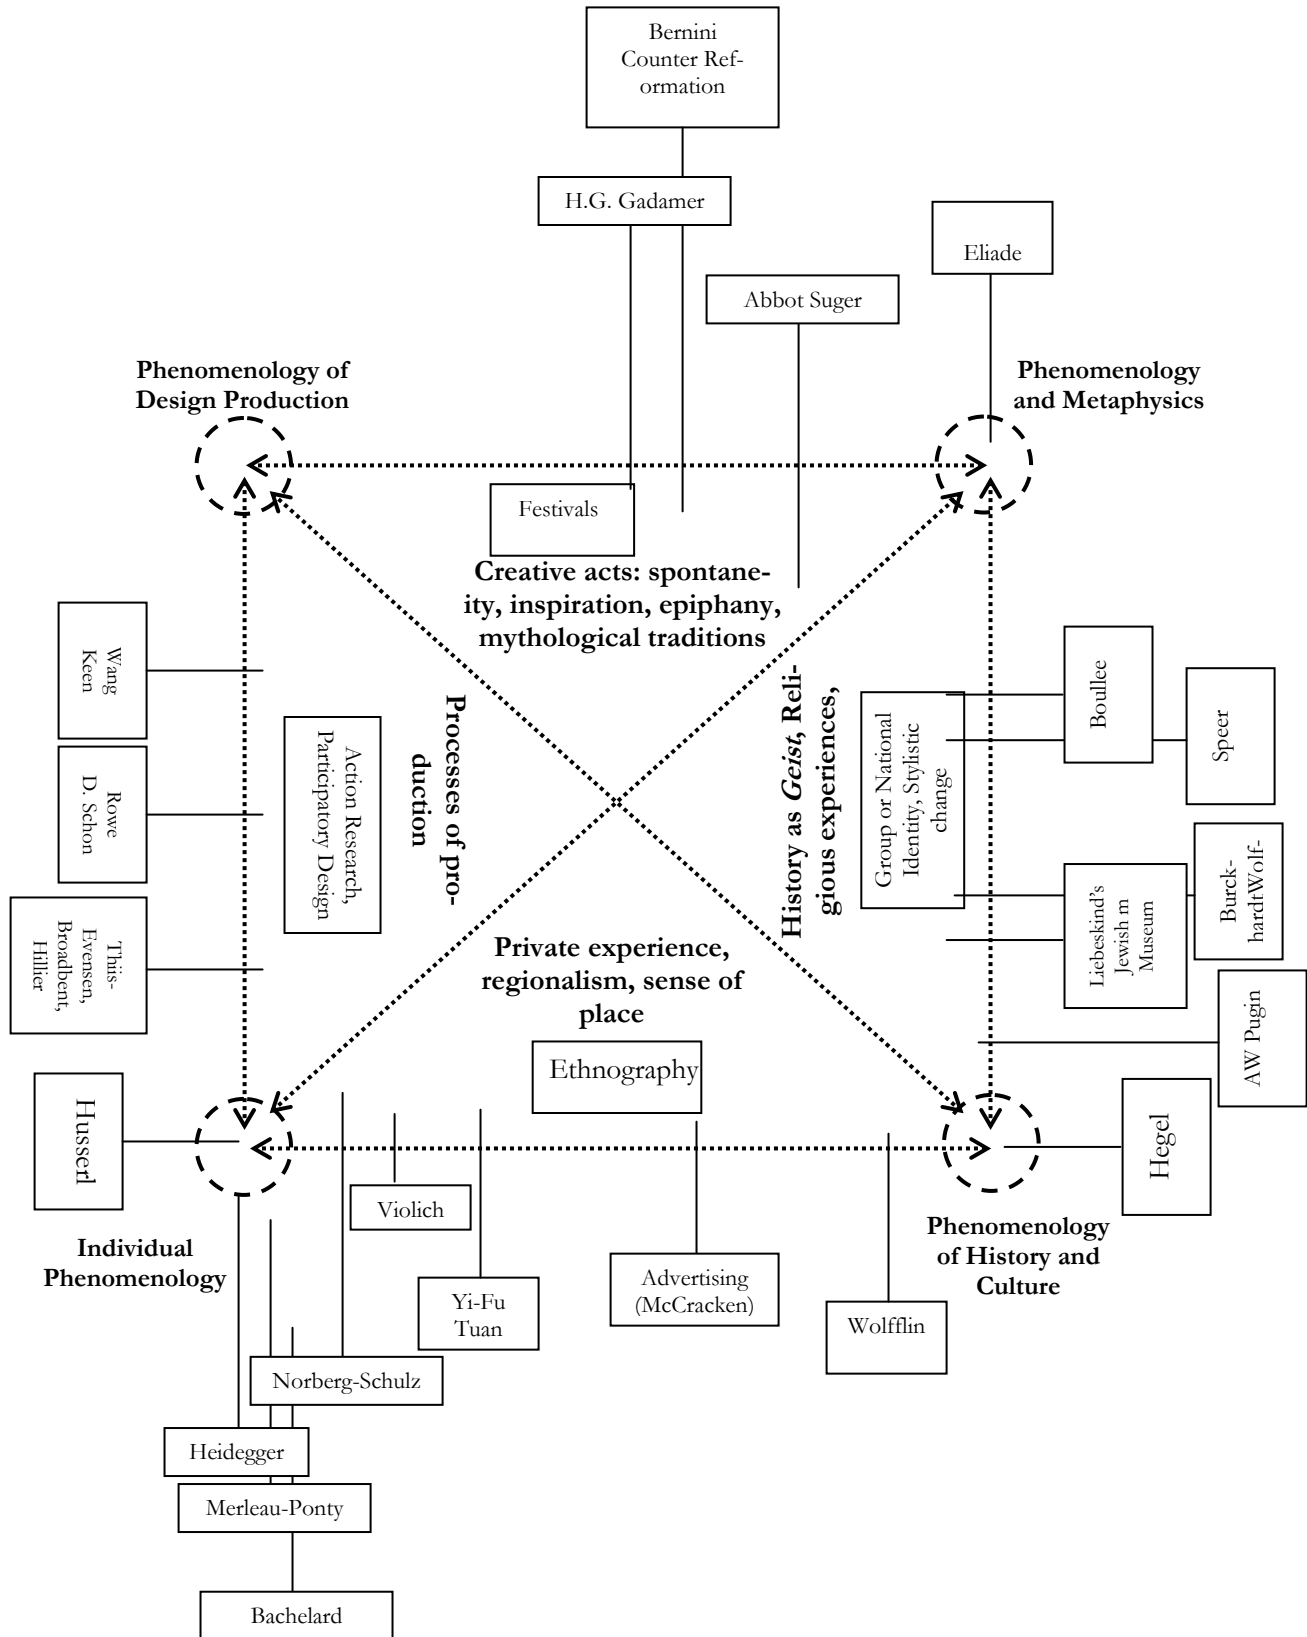 Bernini
Counter Ref-
ormation
H.G. Gadamer
Eliade
Abbot Suger
Phenomenology of
Design Production
Phenomenology
and Metaphysics
Festivals
Creative acts: spontane-
ity, inspiration, epiphany,
mythological traditions
Wang
Keen
Rowe
D. Schon
Thiis-
Evensen,
Broadbent,
Hillier
Action Research,
Participatory Design
Processes of pro-
duction
History as Geist, Reli-
gious experiences,
Group or National
Identity, Stylistic
change
Boullee
Speer
Liebeskind's
Jewish m
Museum
Burck-
hardtWolf-
AW Pugin
Private experience,
regionalism, sense of
place
Ethnography
Husserl
Hegel
Violich
Individual
Phenomenology
Phenomenology
of History and
Culture
Yi-Fu
Tuan
Advertising
(McCracken)
Wolfflin
Norberg-Schulz
Heidegger
Merleau-Ponty
Bachelard